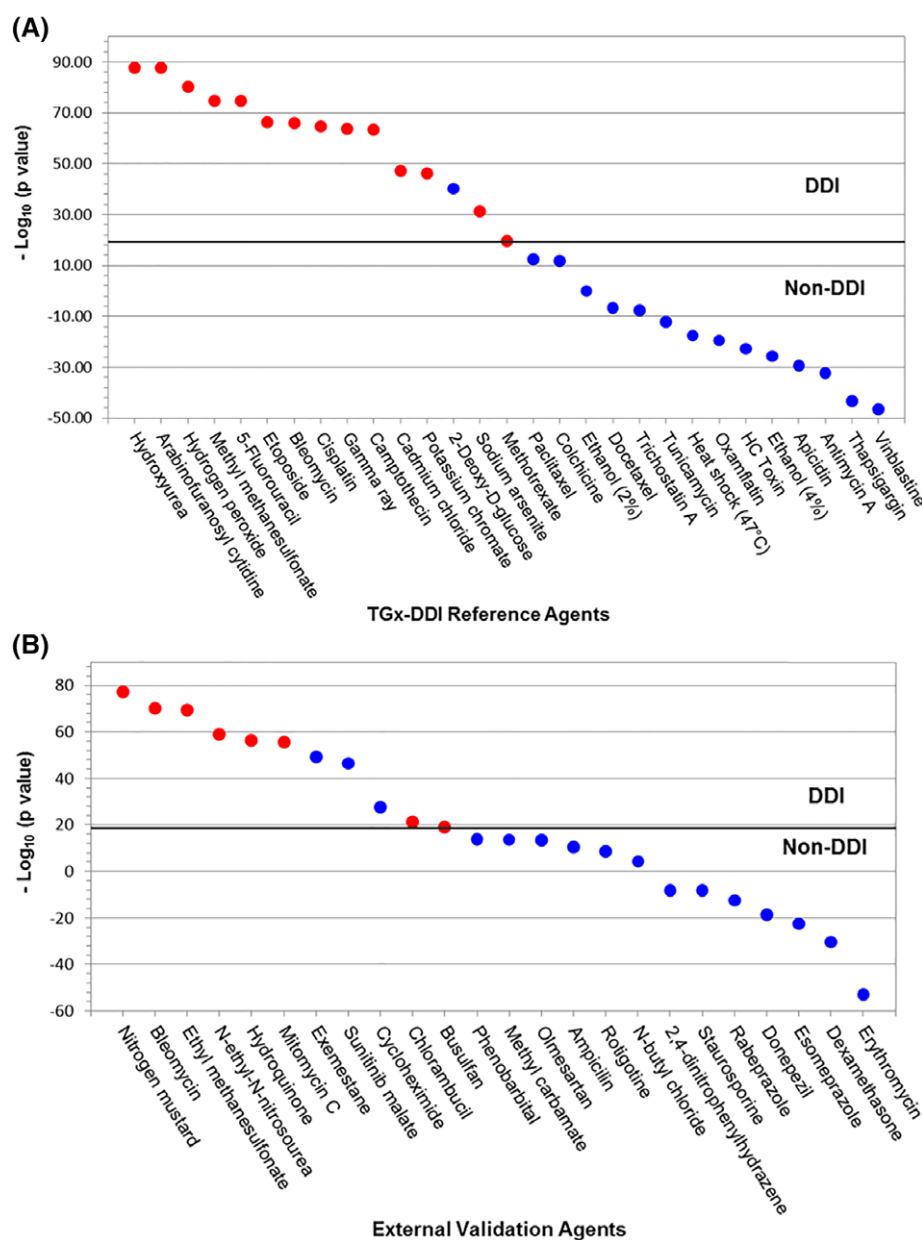 (A)
90.00
70.00
50.00
30.00
10.00
-10.00
-30.00
-50.00
- Log₁₀ (p value)
DDI
Non-DDI
Hydroxyurea
Arabinofuranosyl cytidine
Hydrogen peroxide
Methyl methanesulfonate
5-Fluorouracil
Etoposide
Bleomycin
Cisplatin
Gamma ray
Camptothecin
Cadmium chloride
Potassium chromate
2-Deoxy-D-glucose
Sodium arsenite
Methotrexate
Paclitaxel
Colchicine
Ethanol (2%)
Docetaxel
Trichostatin A
Tunicamycin
Heat shock (47°C)
Oxamflatin
HC Toxin
Ethanol (4%)
Apicidin
Antimycin A
Thapsigargin
Vinblastine
TGx-DDI Reference Agents
(B)
80
60
40
20
0
-20
-40
-60
- Log₁₀ (p value)
DDI
Non-DDI
Nitrogen mustard
Bleomycin
Ethyl methanesulfonate
N-ethyl-N-nitrosourea
Hydroquinone
Mitomycin C
Exemestane
Sunitinib malate
Cycloheximide
Chlorambucil
Busulfan
Phenobarbital
Methyl carbamate
Olmesartan
Ampicilin
Rotigotine
N-butyl chloride
2,4-dinitrophenylhydrazene
Staurosporine
Rabeprazole
Donepezil
Esomeprazole
Dexamethasone
Erythromycin
External Validation Agents